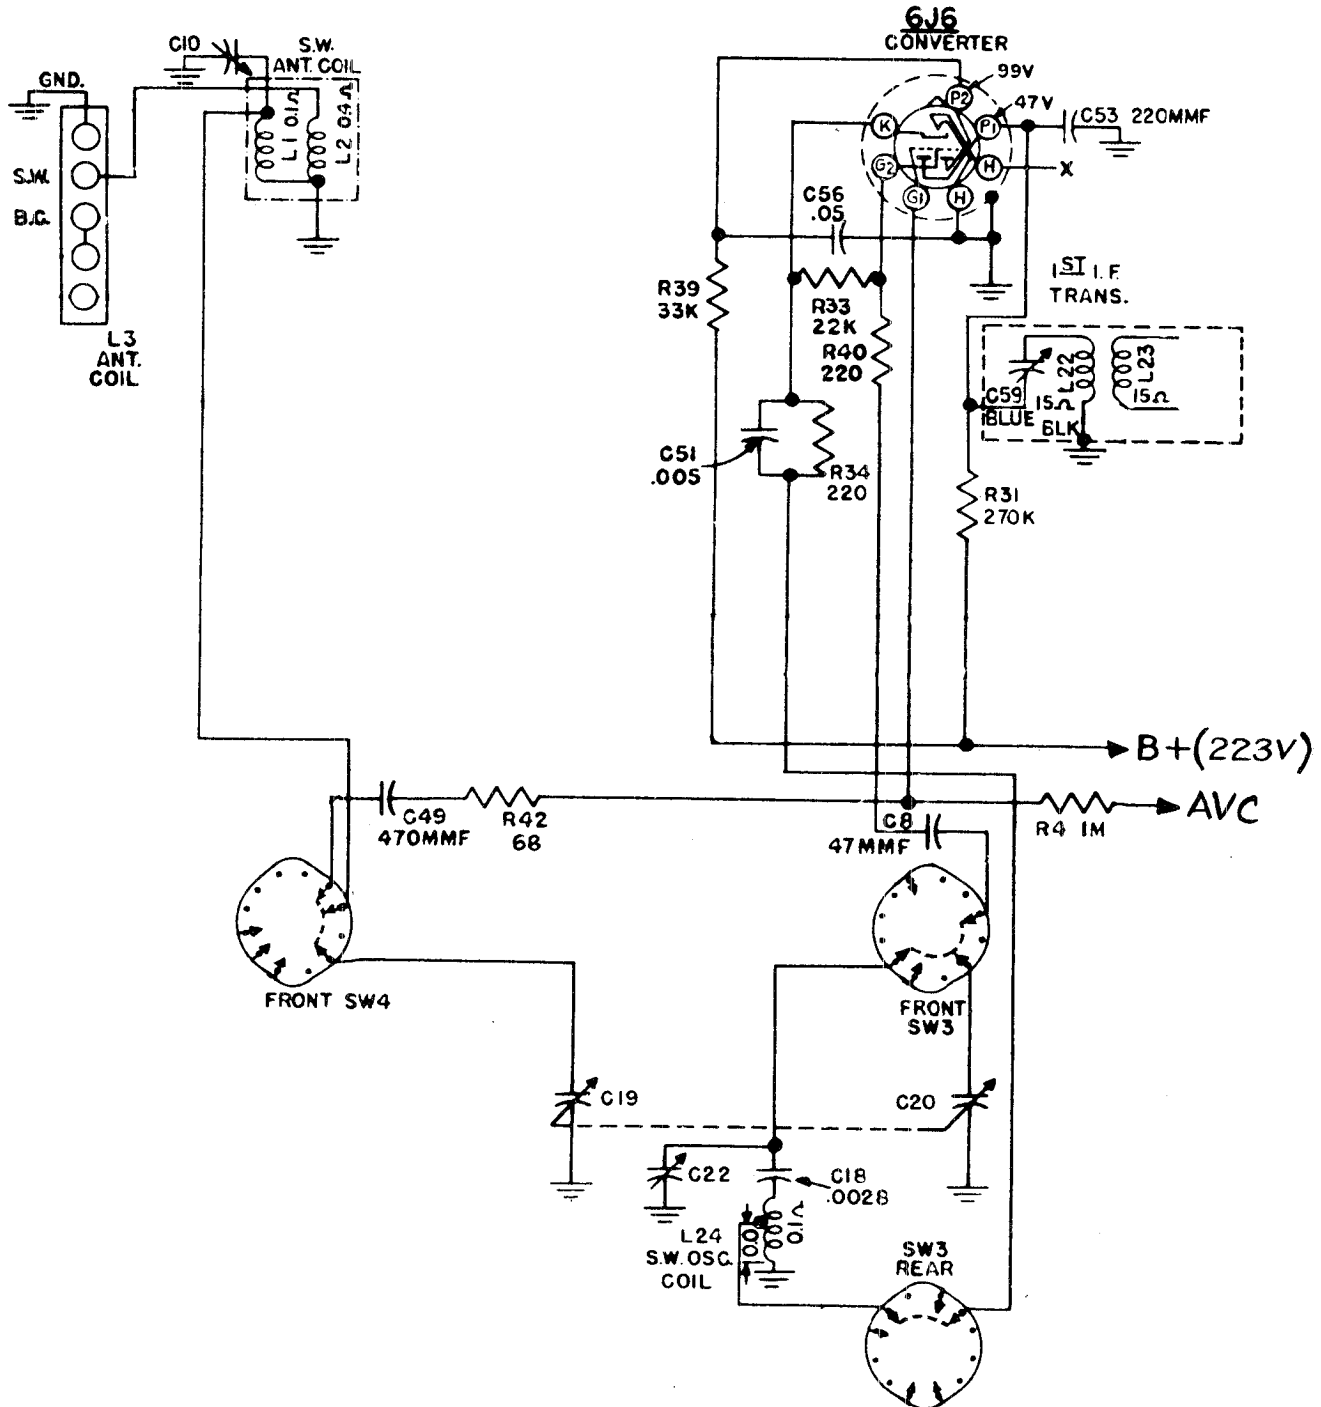 6J6
CONVERTER
C10
S.W.
ANT. COIL
GND.
S.W.
B.C.
L1 0.1Ω
L2 0.4Ω
L3
ANT.
COIL
P2
99V
P1
47V
C53 220MMF
K
G2
G1
H
H
X
C56
.05
R39
33K
R33
22K
R40
220
1ST I.F.
TRANS.
C59
L22
L23
15Ω
15Ω
BLUE
BLK
C51
.005
R34
220
R31
270K
B+(223V)
C49
470MMF
R42
68
C8
47MMF
R4 1M
AVC
FRONT SW4
FRONT
SW3
C19
C20
C22
C18
.0028
L24
S.W. OSC.
COIL
0.0
0.1Ω
SW3
REAR